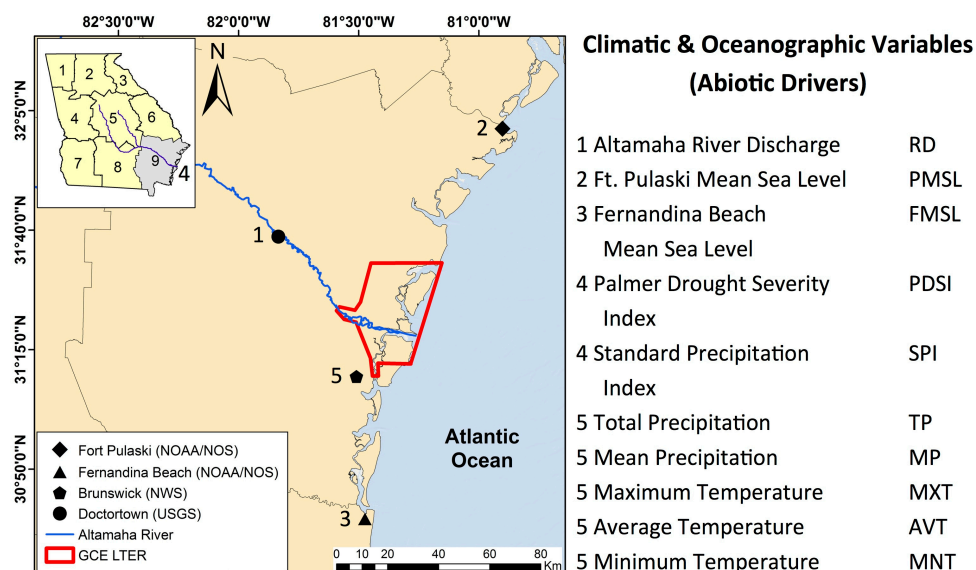 82°30'0"W
82°0'0"W
81°30'0"W
81°0'0"W
32°5'0"N
31°40'0"N
31°15'0"N
30°50'0"N
1
2
3
4
5
6
7
8
9
4
N
2
1
5
3
Atlantic
Ocean
Fort Pulaski (NOAA/NOS)
Fernandina Beach (NOAA/NOS)
Brunswick (NWS)
Doctortown (USGS)
Altamaha River
GCE LTER
0 10 20 40 60 80
Km
Climatic & Oceanographic Variables
(Abiotic Drivers)
1 Altamaha River Discharge RD
2 Ft. Pulaski Mean Sea Level PMSL
3 Fernandina Beach FMSL
Mean Sea Level
4 Palmer Drought Severity PDSI
Index
4 Standard Precipitation SPI
Index
5 Total Precipitation TP
5 Mean Precipitation MP
5 Maximum Temperature MXT
5 Average Temperature AVT
5 Minimum Temperature MNT